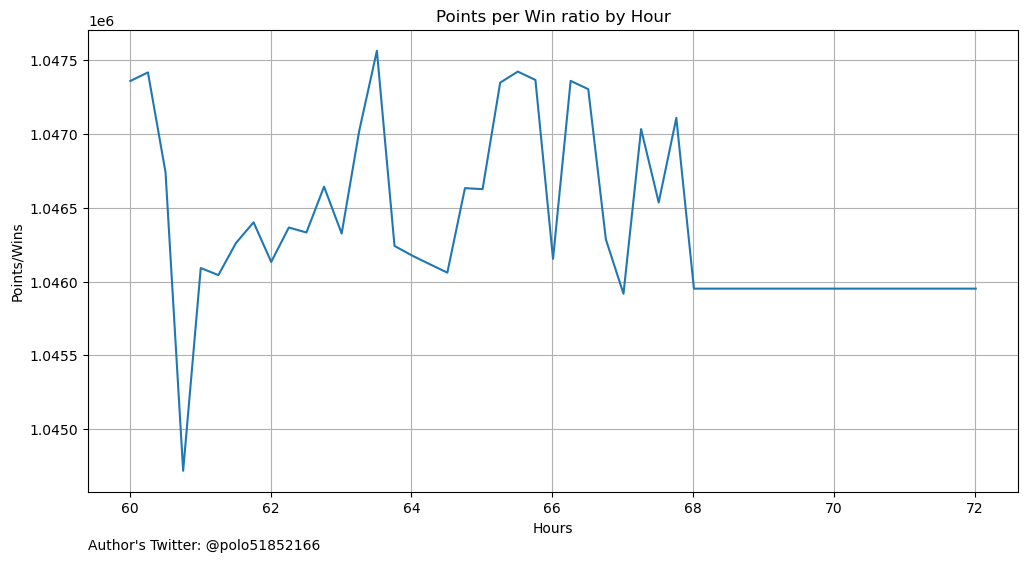 Points per Win ratio by Hour
1e6
1.0475
1.0470
1.0465
1.0460
1.0455
1.0450
Points/Wins
60 62 64 66 68 70 72
Hours
Author's Twitter: @polo51852166